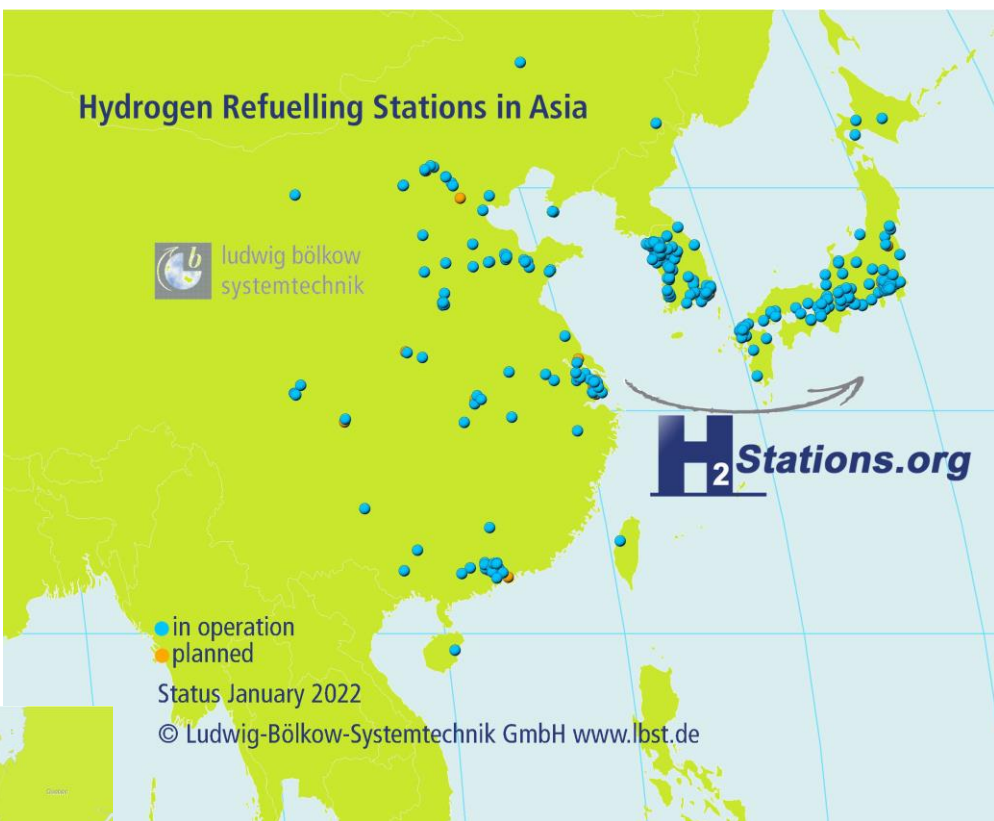 Hydrogen Refuelling Stations in Asia
b
ludwig bölkow
systemtechnik
H2Stations.org
in operation
planned
Status January 2022
© Ludwig-Bölkow-Systemtechnik GmbH www.lbst.de